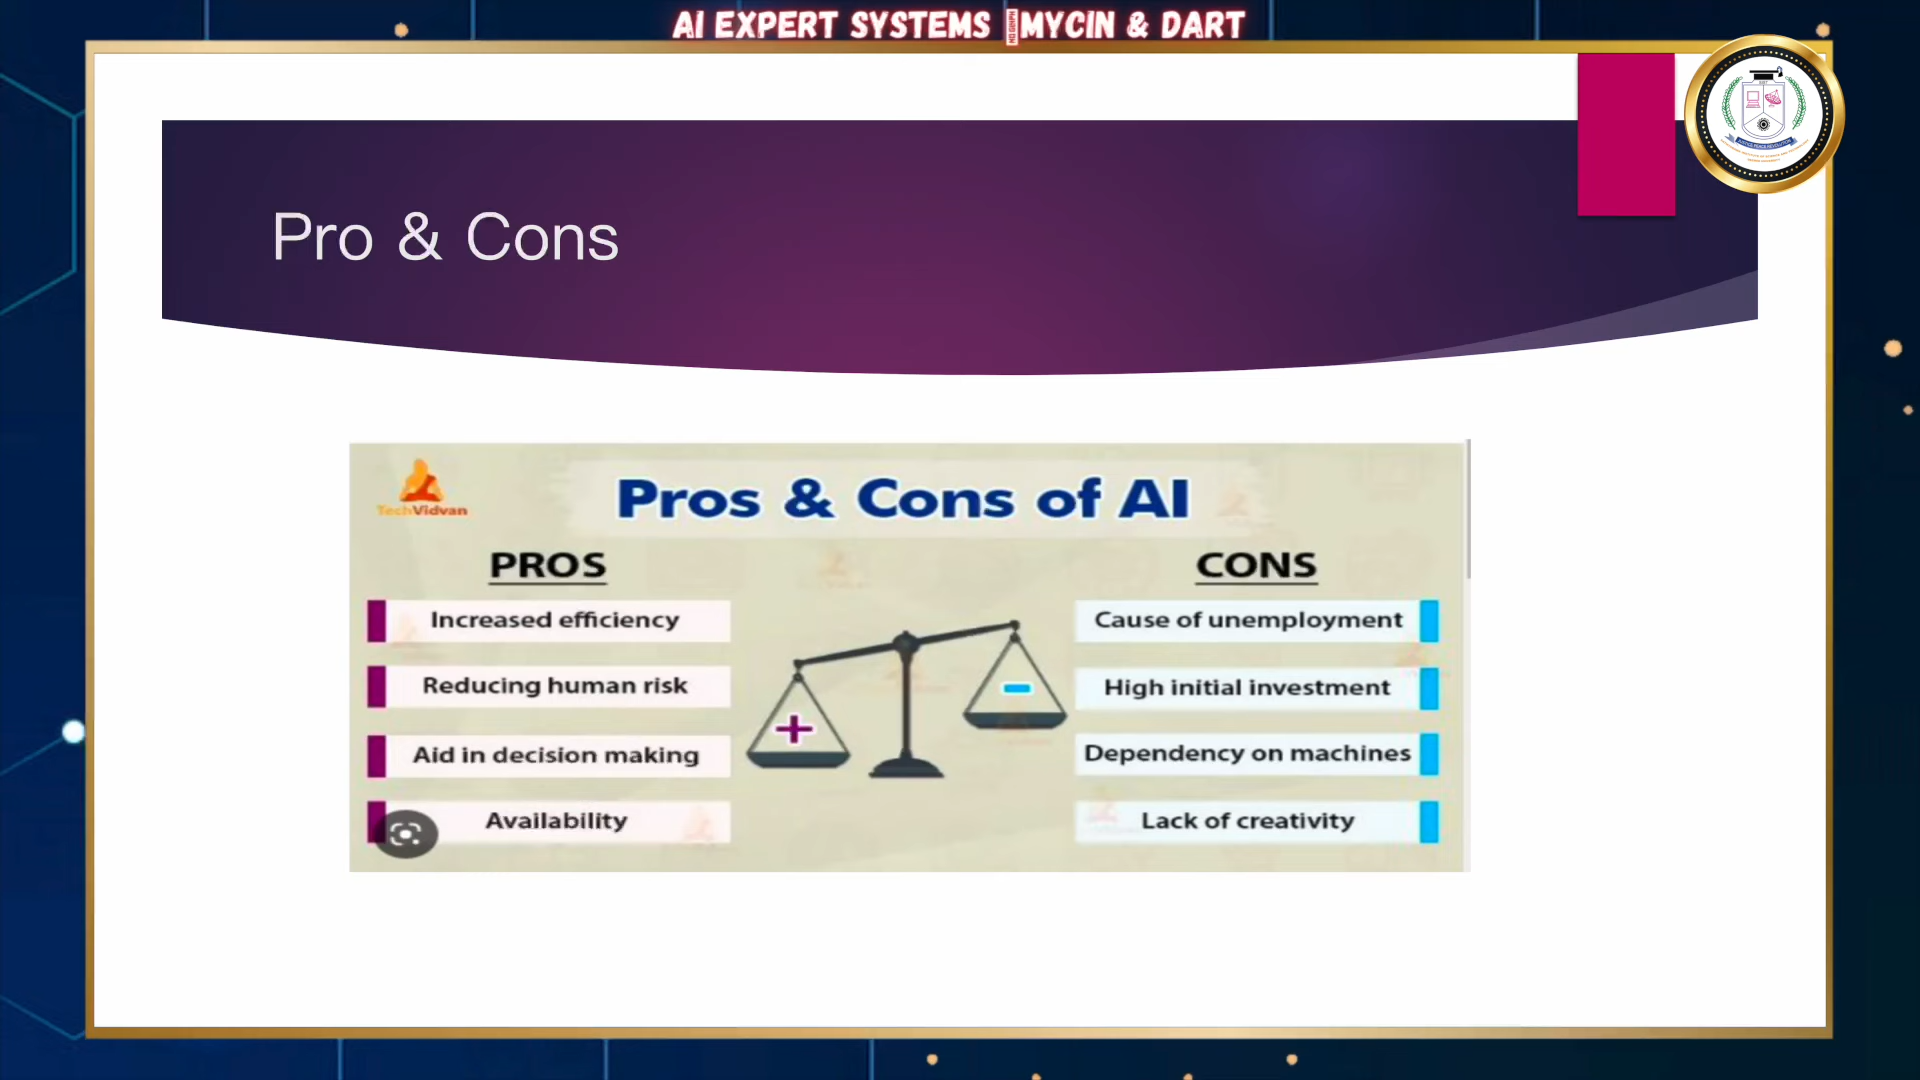 AI EXPERT SYSTEMS MYCIN & DART
Pro & Cons
TechVidvan
Pros & Cons of AI
PROS
Increased efficiency
Reducing human risk
Aid in decision making
Availability
CONS
Cause of unemployment
High initial investment
Dependency on machines
Lack of creativity